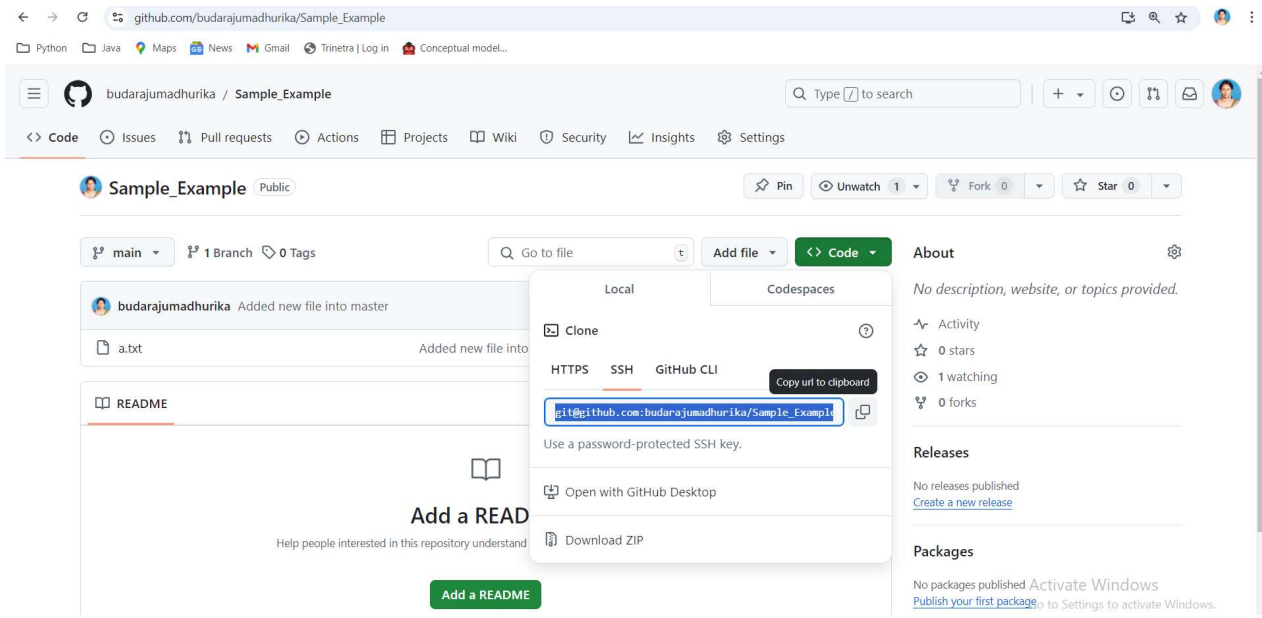 github.com/budarajumadhurika/Sample_Example
Python Java Maps News Gmail Trinetra | Log in Conceptual model...
budarajumadhurika / Sample_Example Type / to search
<> Code Issues Pull requests Actions Projects Wiki Security Insights Settings
Sample_Example Public Pin Unwatch 1 Fork 0 Star 0
main 1 Branch 0 Tags Go to file t Add file <> Code About
Local Codespaces No description, website, or topics provided.
budarajumadhurika Added new file into master
Clone Activity
a.txt Added new file into 0 stars
HTTPS SSH GitHub CLI 1 watching
Copy url to clipboard
README 0 forks
git@github.com:budarajumadhurika/Sample_Example
Use a password-protected SSH key.
Releases
No releases published
Open with GitHub Desktop Create a new release
Add a READ
Help people interested in this repository understand Download ZIP
Packages
No packages published Activate Windows
Add a README Publish your first package o to Settings to activate Windows.